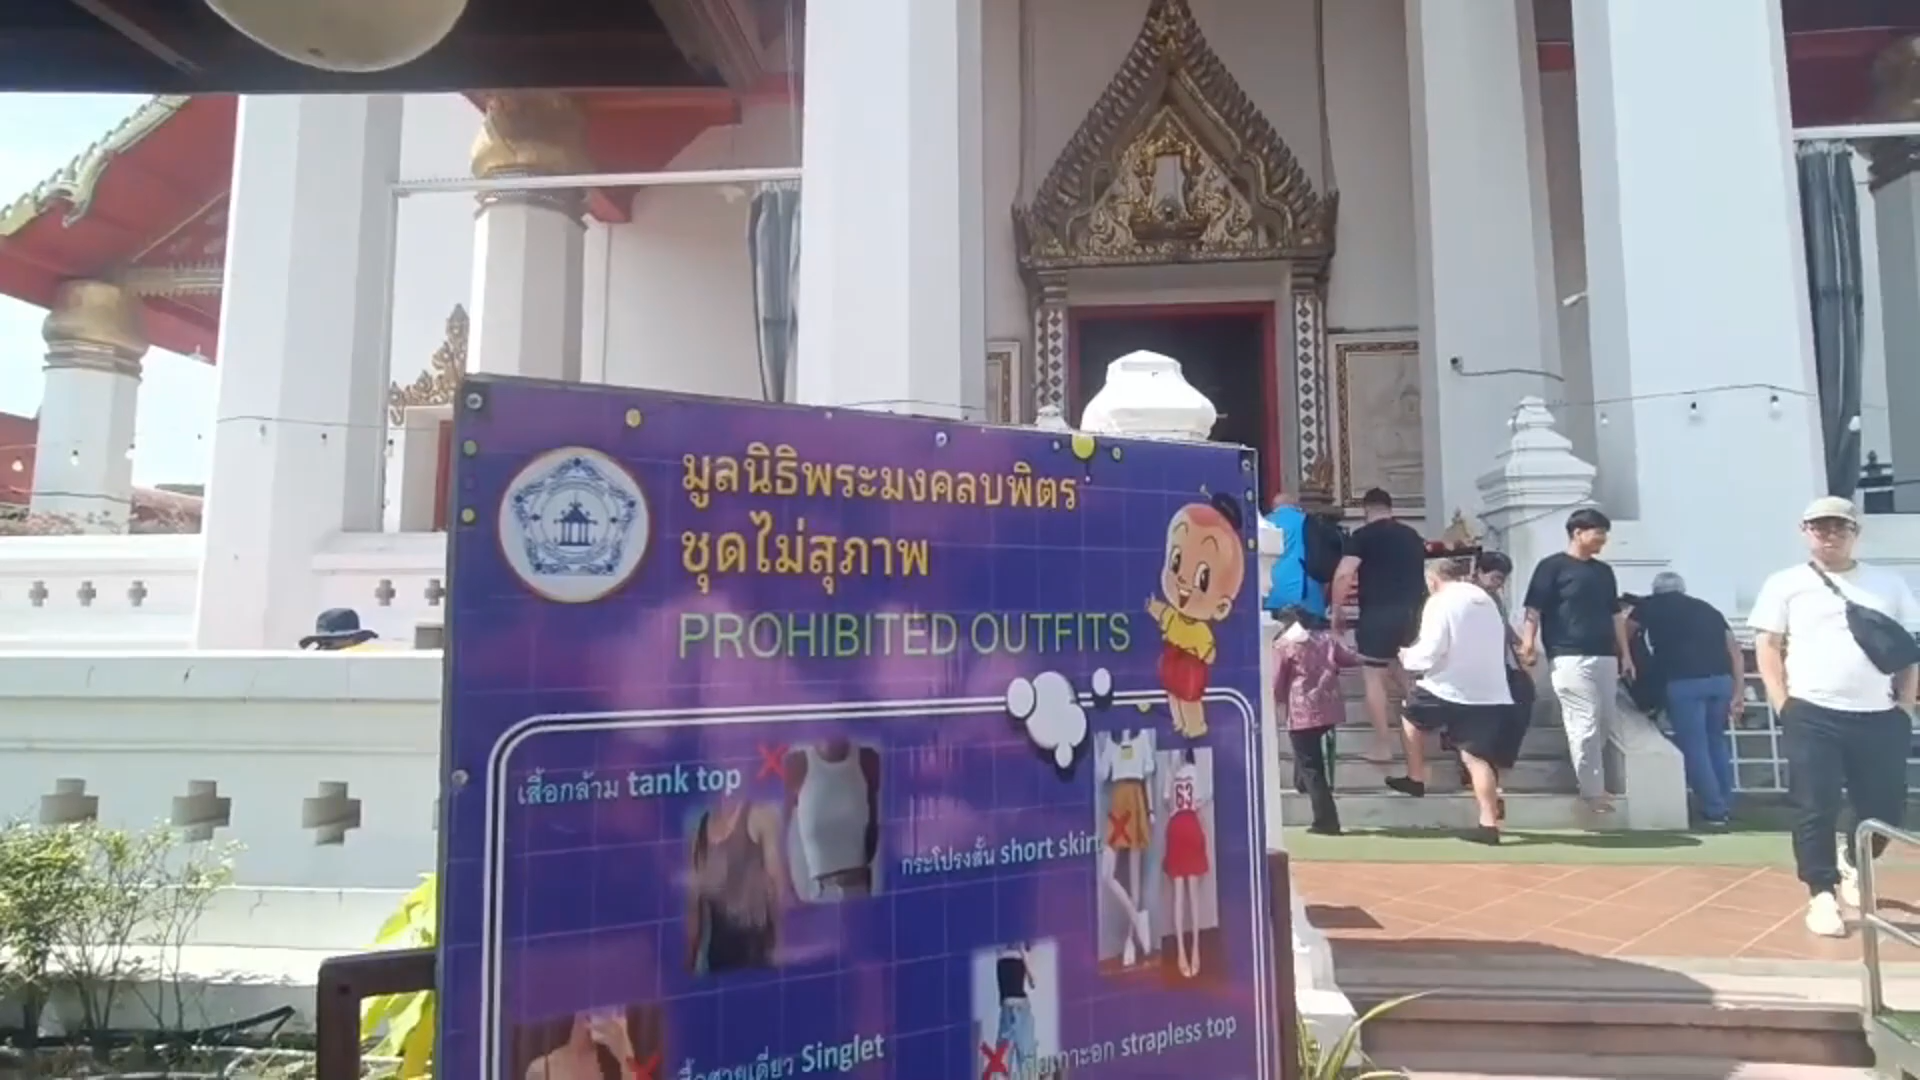 มูลนิธิพระมงคลบพิตร
ชุดไม่สุภาพ
PROHIBITED OUTFITS
เสื้อกล้าม tank top
63
กระโปรงสั้น short skirt
Singlet
strapless top